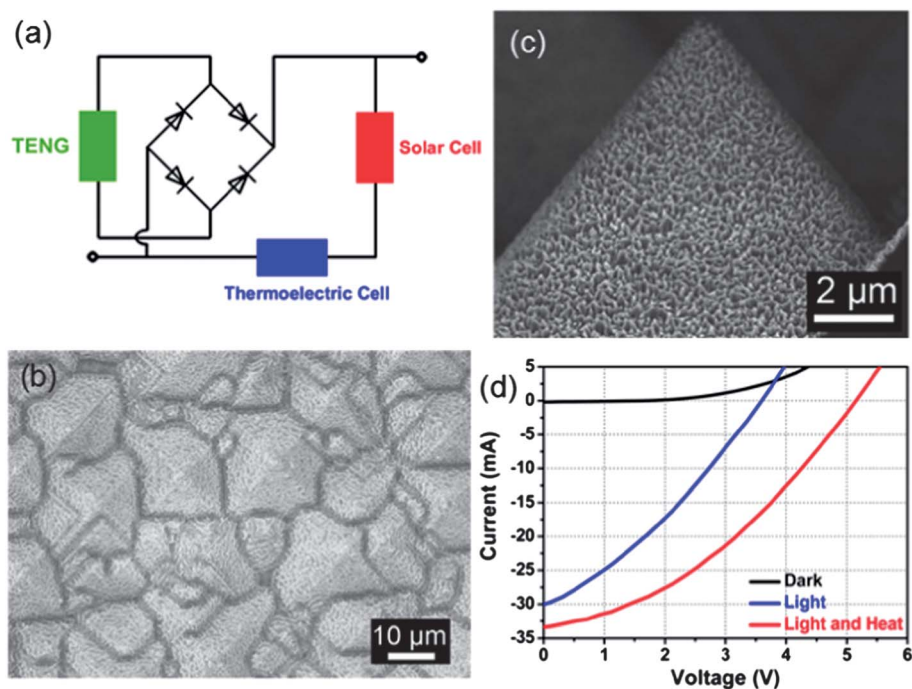 (a)
TENG
Solar Cell
Thermoelectric Cell
(c)
2 μm
(b)
10 μm
(d)
5
0
-5
-10
-15
-20
-25
-30
-35
Current (mA)
Dark
Light
Light and Heat
0 1 2 3 4 5 6
Voltage (V)